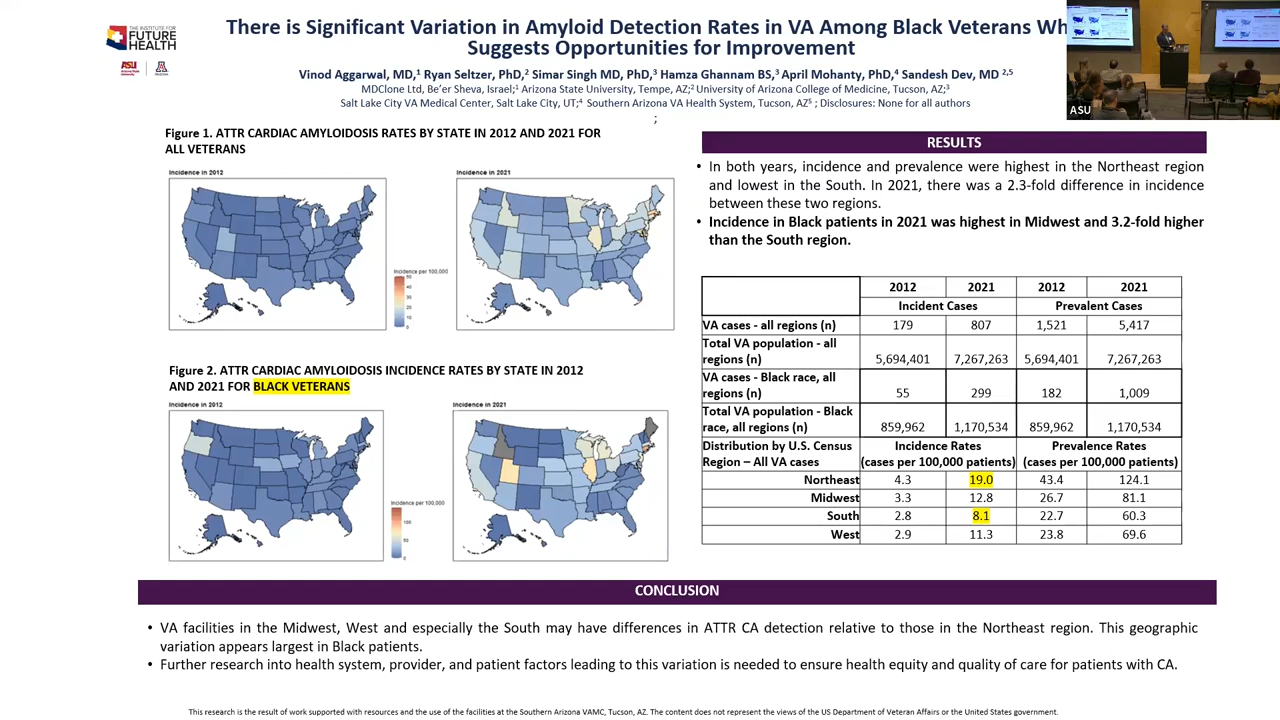 THE INSTITUTE FOR
FUTURE
HEALTH
ASU Arizona State University
There is Significant Variation in Amyloid Detection Rates in VA Among Black Veterans Wh
Suggests Opportunities for Improvement
Vinod Aggarwal, MD,¹ Ryan Seltzer, PhD,² Simar Singh MD, PhD,³ Hamza Ghannam BS,³ April Mohanty, PhD,⁴ Sandesh Dev, MD ²,⁵
MDClone Ltd, Be'er Sheva, Israel;¹ Arizona State University, Tempe, AZ;² University of Arizona College of Medicine, Tucson, AZ;³
Salt Lake City VA Medical Center, Salt Lake City, UT;⁴ Southern Arizona VA Health System, Tucson, AZ⁵ ; Disclosures: None for all authors
;
ASU
Figure 1. ATTR CARDIAC AMYLOIDOSIS RATES BY STATE IN 2012 AND 2021 FOR
ALL VETERANS
Incidence in 2012
Incidence in 2021
Incidence per 100,000
50
40
30
20
10
0
Figure 2. ATTR CARDIAC AMYLOIDOSIS INCIDENCE RATES BY STATE IN 2012
AND 2021 FOR BLACK VETERANS
Incidence in 2012
Incidence in 2021
Incidence per 100,000
100
50
0
RESULTS
• In both years, incidence and prevalence were highest in the Northeast region
and lowest in the South. In 2021, there was a 2.3-fold difference in incidence
between these two regions.
• Incidence in Black patients in 2021 was highest in Midwest and 3.2-fold higher
than the South region.
2012 2021 2012 2021
Incident Cases Prevalent Cases
VA cases - all regions (n) 179 807 1,521 5,417
Total VA population - all
regions (n) 5,694,401 7,267,263 5,694,401 7,267,263
VA cases - Black race, all
regions (n) 55 299 182 1,009
Total VA population - Black
race, all regions (n) 859,962 1,170,534 859,962 1,170,534
Distribution by U.S. Census Incidence Rates Prevalence Rates
Region – All VA cases (cases per 100,000 patients) (cases per 100,000 patients)
Northeast 4.3 19.0 43.4 124.1
Midwest 3.3 12.8 26.7 81.1
South 2.8 8.1 22.7 60.3
West 2.9 11.3 23.8 69.6
CONCLUSION
• VA facilities in the Midwest, West and especially the South may have differences in ATTR CA detection relative to those in the Northeast region. This geographic
variation appears largest in Black patients.
• Further research into health system, provider, and patient factors leading to this variation is needed to ensure health equity and quality of care for patients with CA.
This research is the result of work supported with resources and the use of the facilities at the Southern Arizona VAMC, Tucson, AZ. The content does not represent the views of the US Department of Veteran Affairs or the United States government.